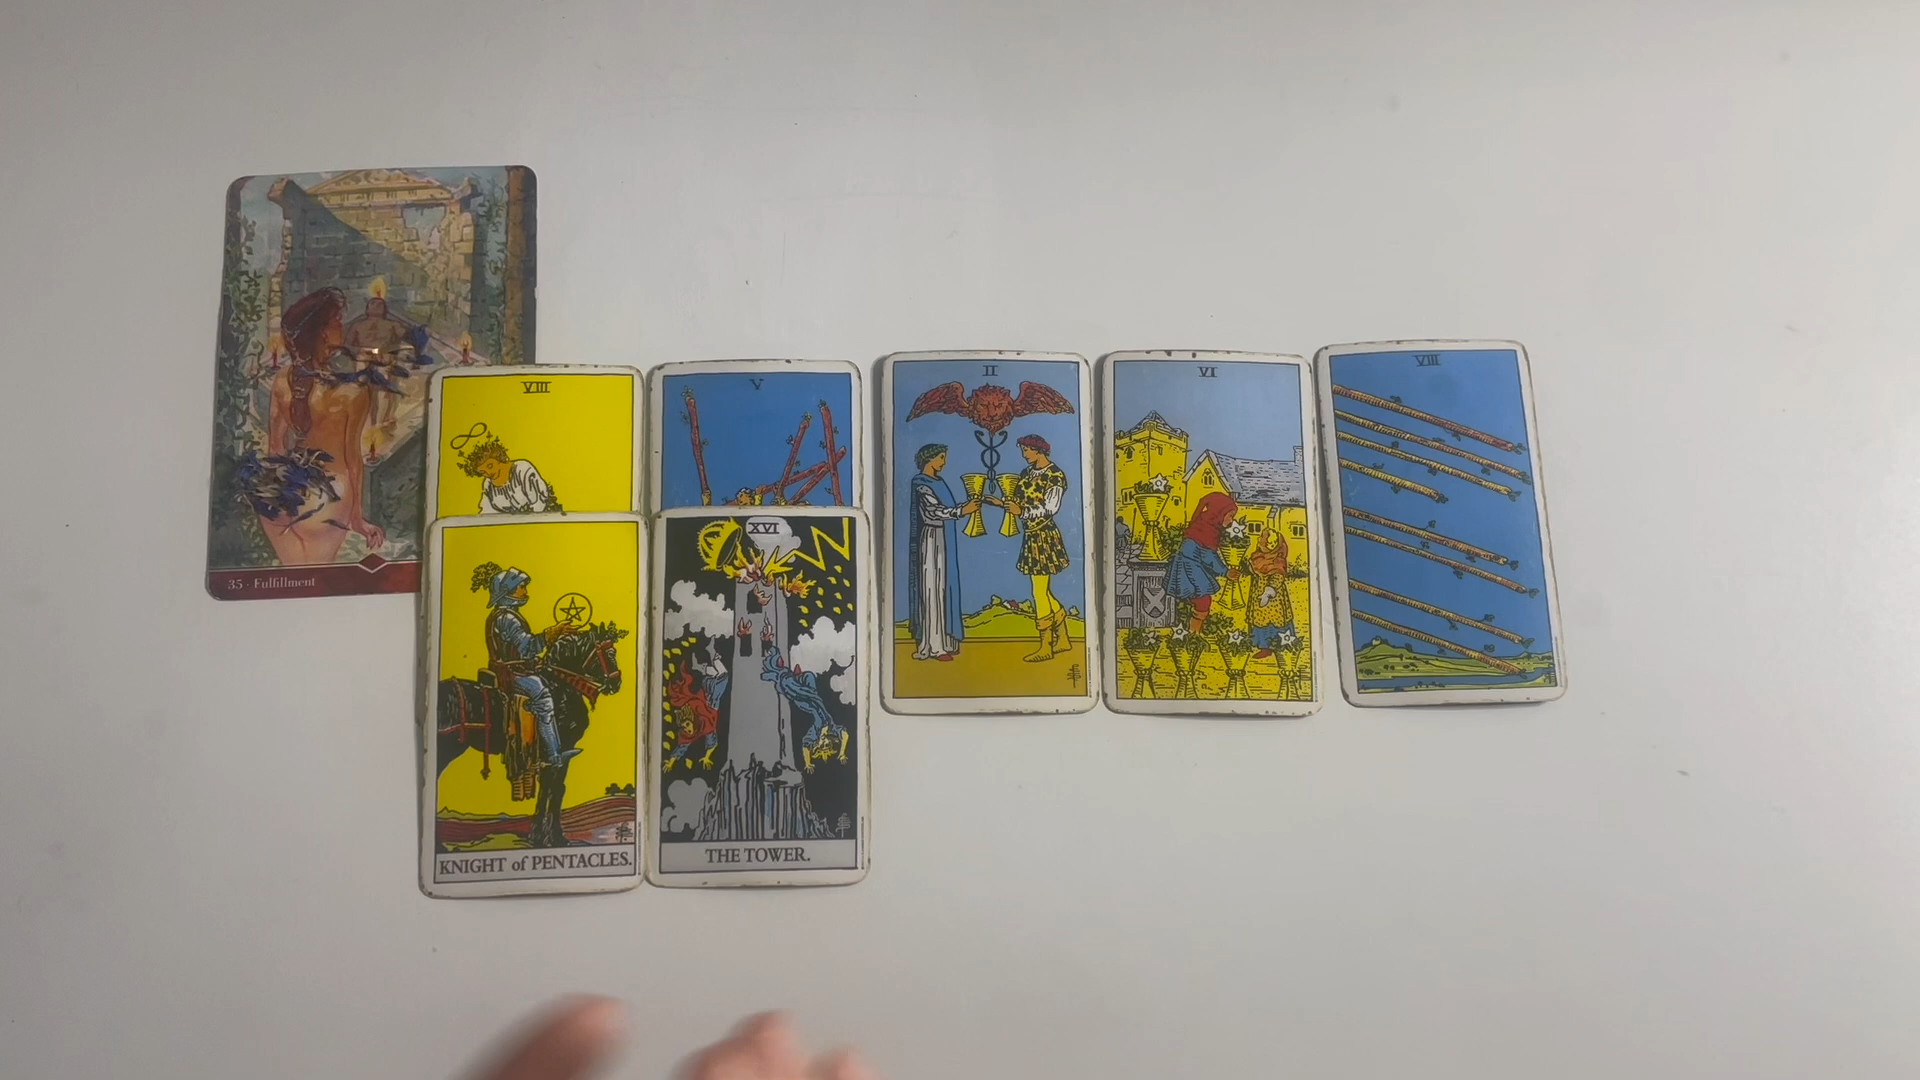 35 - Fulfillment
VIII
V
II
VI
VIII
KNIGHT of PENTACLES.
XVI
THE TOWER.